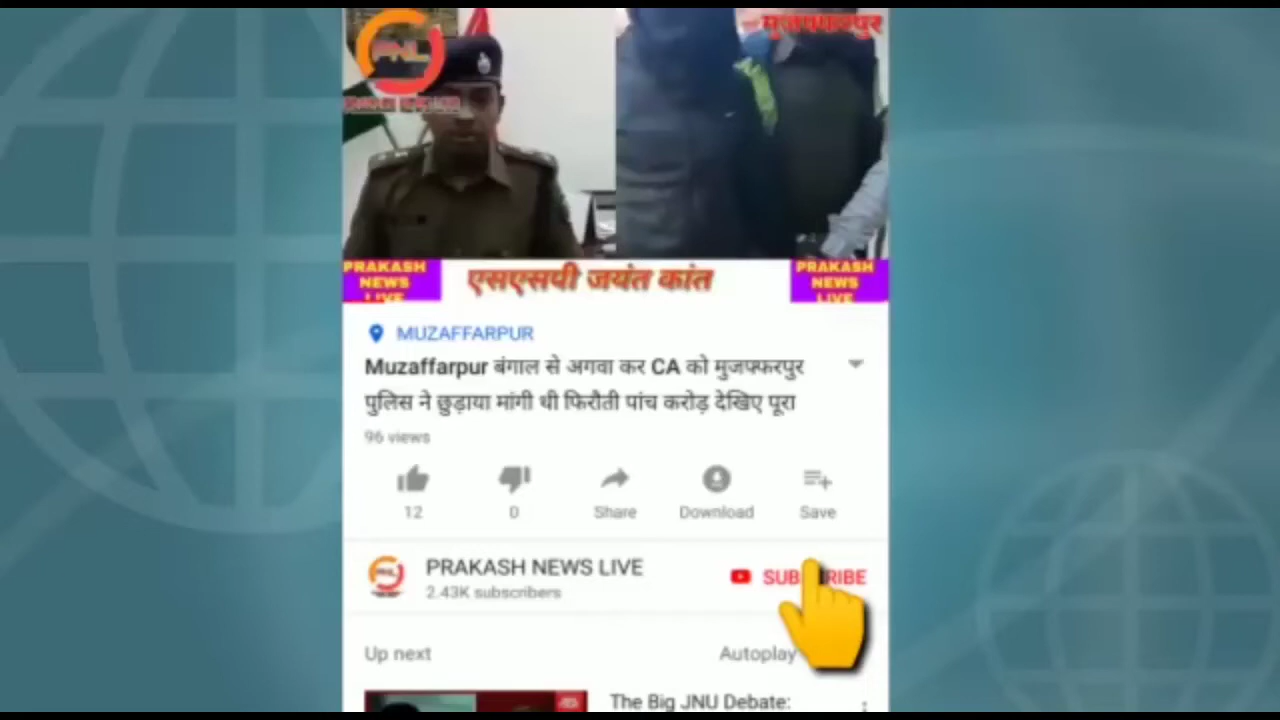 PNL
मुजफ्फरपुर
PRAKASH NEWS LIVE
एसएसपी जयंत कांत
PRAKASH NEWS LIVE
MUZAFFARPUR
Muzaffarpur बंगाल से अगवा कर CA को मुजफ्फरपुर
पुलिस ने छुड़ाया मांगी थी फिरौती पांच करोड़ देखिए पूरा
96 views
12
0
Share
Download
Save
PNL
PRAKASH NEWS LIVE
2.43K subscribers
Up next
Autoplay
The Big JNU Debate: